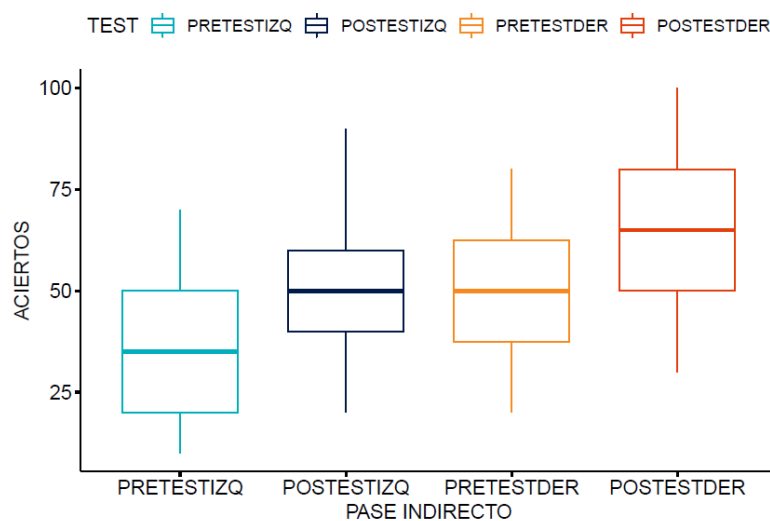 TEST PRETESTIZQ POSTESTIZQ PRETESTDER POSTESTDER
100
75
50
25
ACIERTOS
PRETESTIZQ POSTESTIZQ PRETESTDER POSTESTDER
PASE INDIRECTO